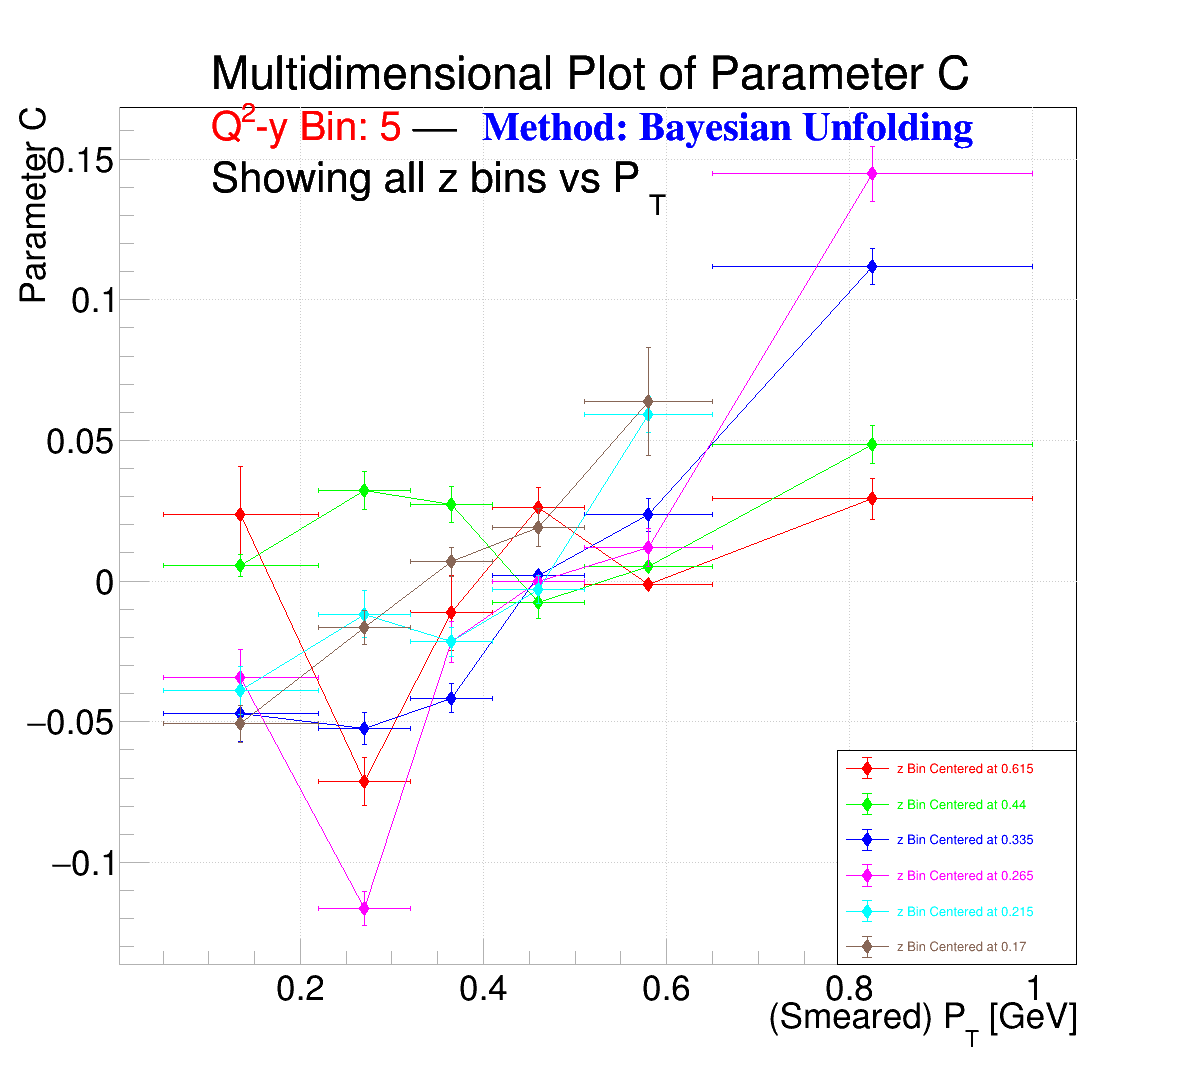 Multidimensional Plot of Parameter C
Q²-y Bin: 5 — Method: Bayesian Unfolding
Showing all z bins vs P_T
Parameter C
0.15
0.1
0.05
0
−0.05
−0.1
z Bin Centered at 0.615
z Bin Centered at 0.44
z Bin Centered at 0.335
z Bin Centered at 0.265
z Bin Centered at 0.215
z Bin Centered at 0.17
0.2 0.4 0.6 0.8 1
(Smeared) P_T [GeV]